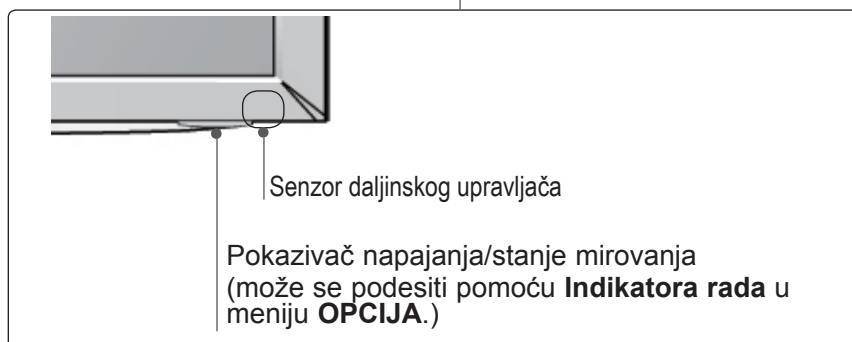 Senzor daljinskog upravljača
Pokazivač napajanja/stanje mirovanja
(može se podesiti pomoću Indikatora rada u
meniju OPCIJA.)